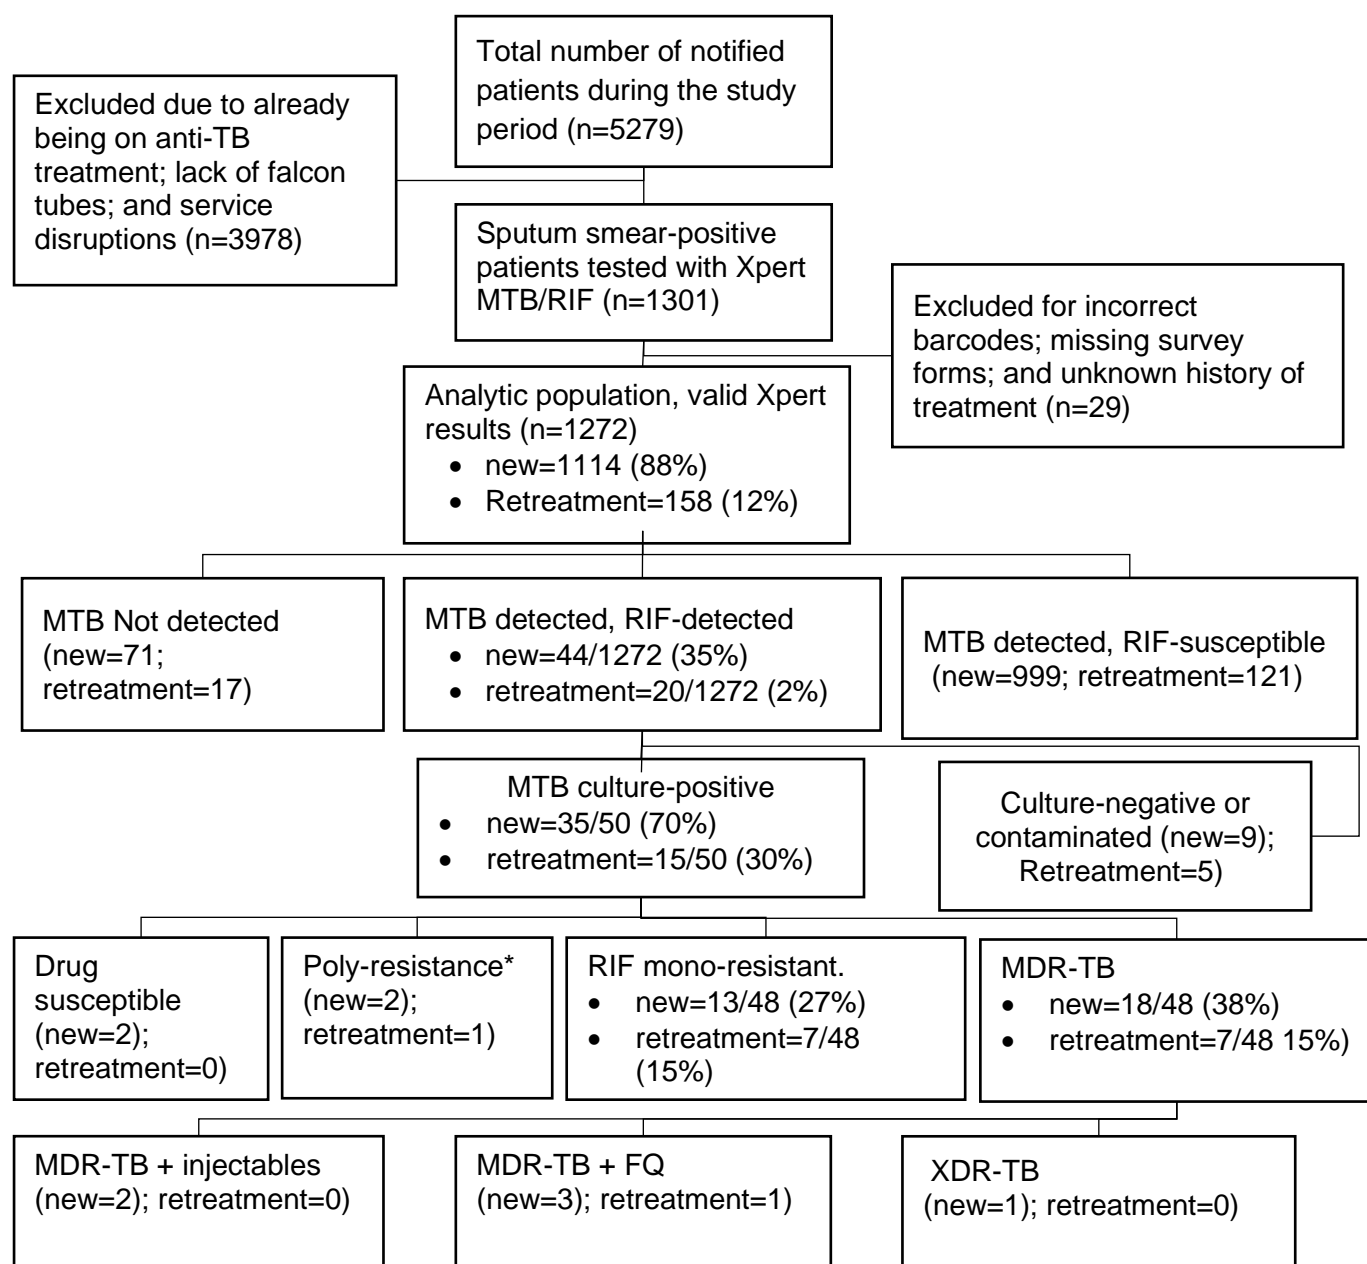 Total number of notified
patients during the study
period (n=5279)
Excluded due to already
being on anti-TB
treatment; lack of falcon
tubes; and service
disruptions (n=3978)
Sputum smear-positive
patients tested with Xpert
MTB/RIF (n=1301)
Excluded for incorrect
barcodes; missing survey
forms; and unknown history of
treatment (n=29)
Analytic population, valid Xpert
results (n=1272)
• new=1114 (88%)
• Retreatment=158 (12%)
MTB Not detected
(new=71;
retreatment=17)
MTB detected, RIF-detected
• new=44/1272 (35%)
• retreatment=20/1272 (2%)
MTB detected, RIF-susceptible
(new=999; retreatment=121)
MTB culture-positive
• new=35/50 (70%)
• retreatment=15/50 (30%)
Culture-negative or
contaminated (new=9);
Retreatment=5)
Drug
susceptible
(new=2);
retreatment=0)
Poly-resistance*
(new=2);
retreatment=1)
RIF mono-resistant.
• new=13/48 (27%)
• retreatment=7/48
(15%)
MDR-TB
• new=18/48 (38%)
• retreatment=7/48 15%)
MDR-TB + injectables
(new=2); retreatment=0)
MDR-TB + FQ
(new=3); retreatment=1)
XDR-TB
(new=1); retreatment=0)